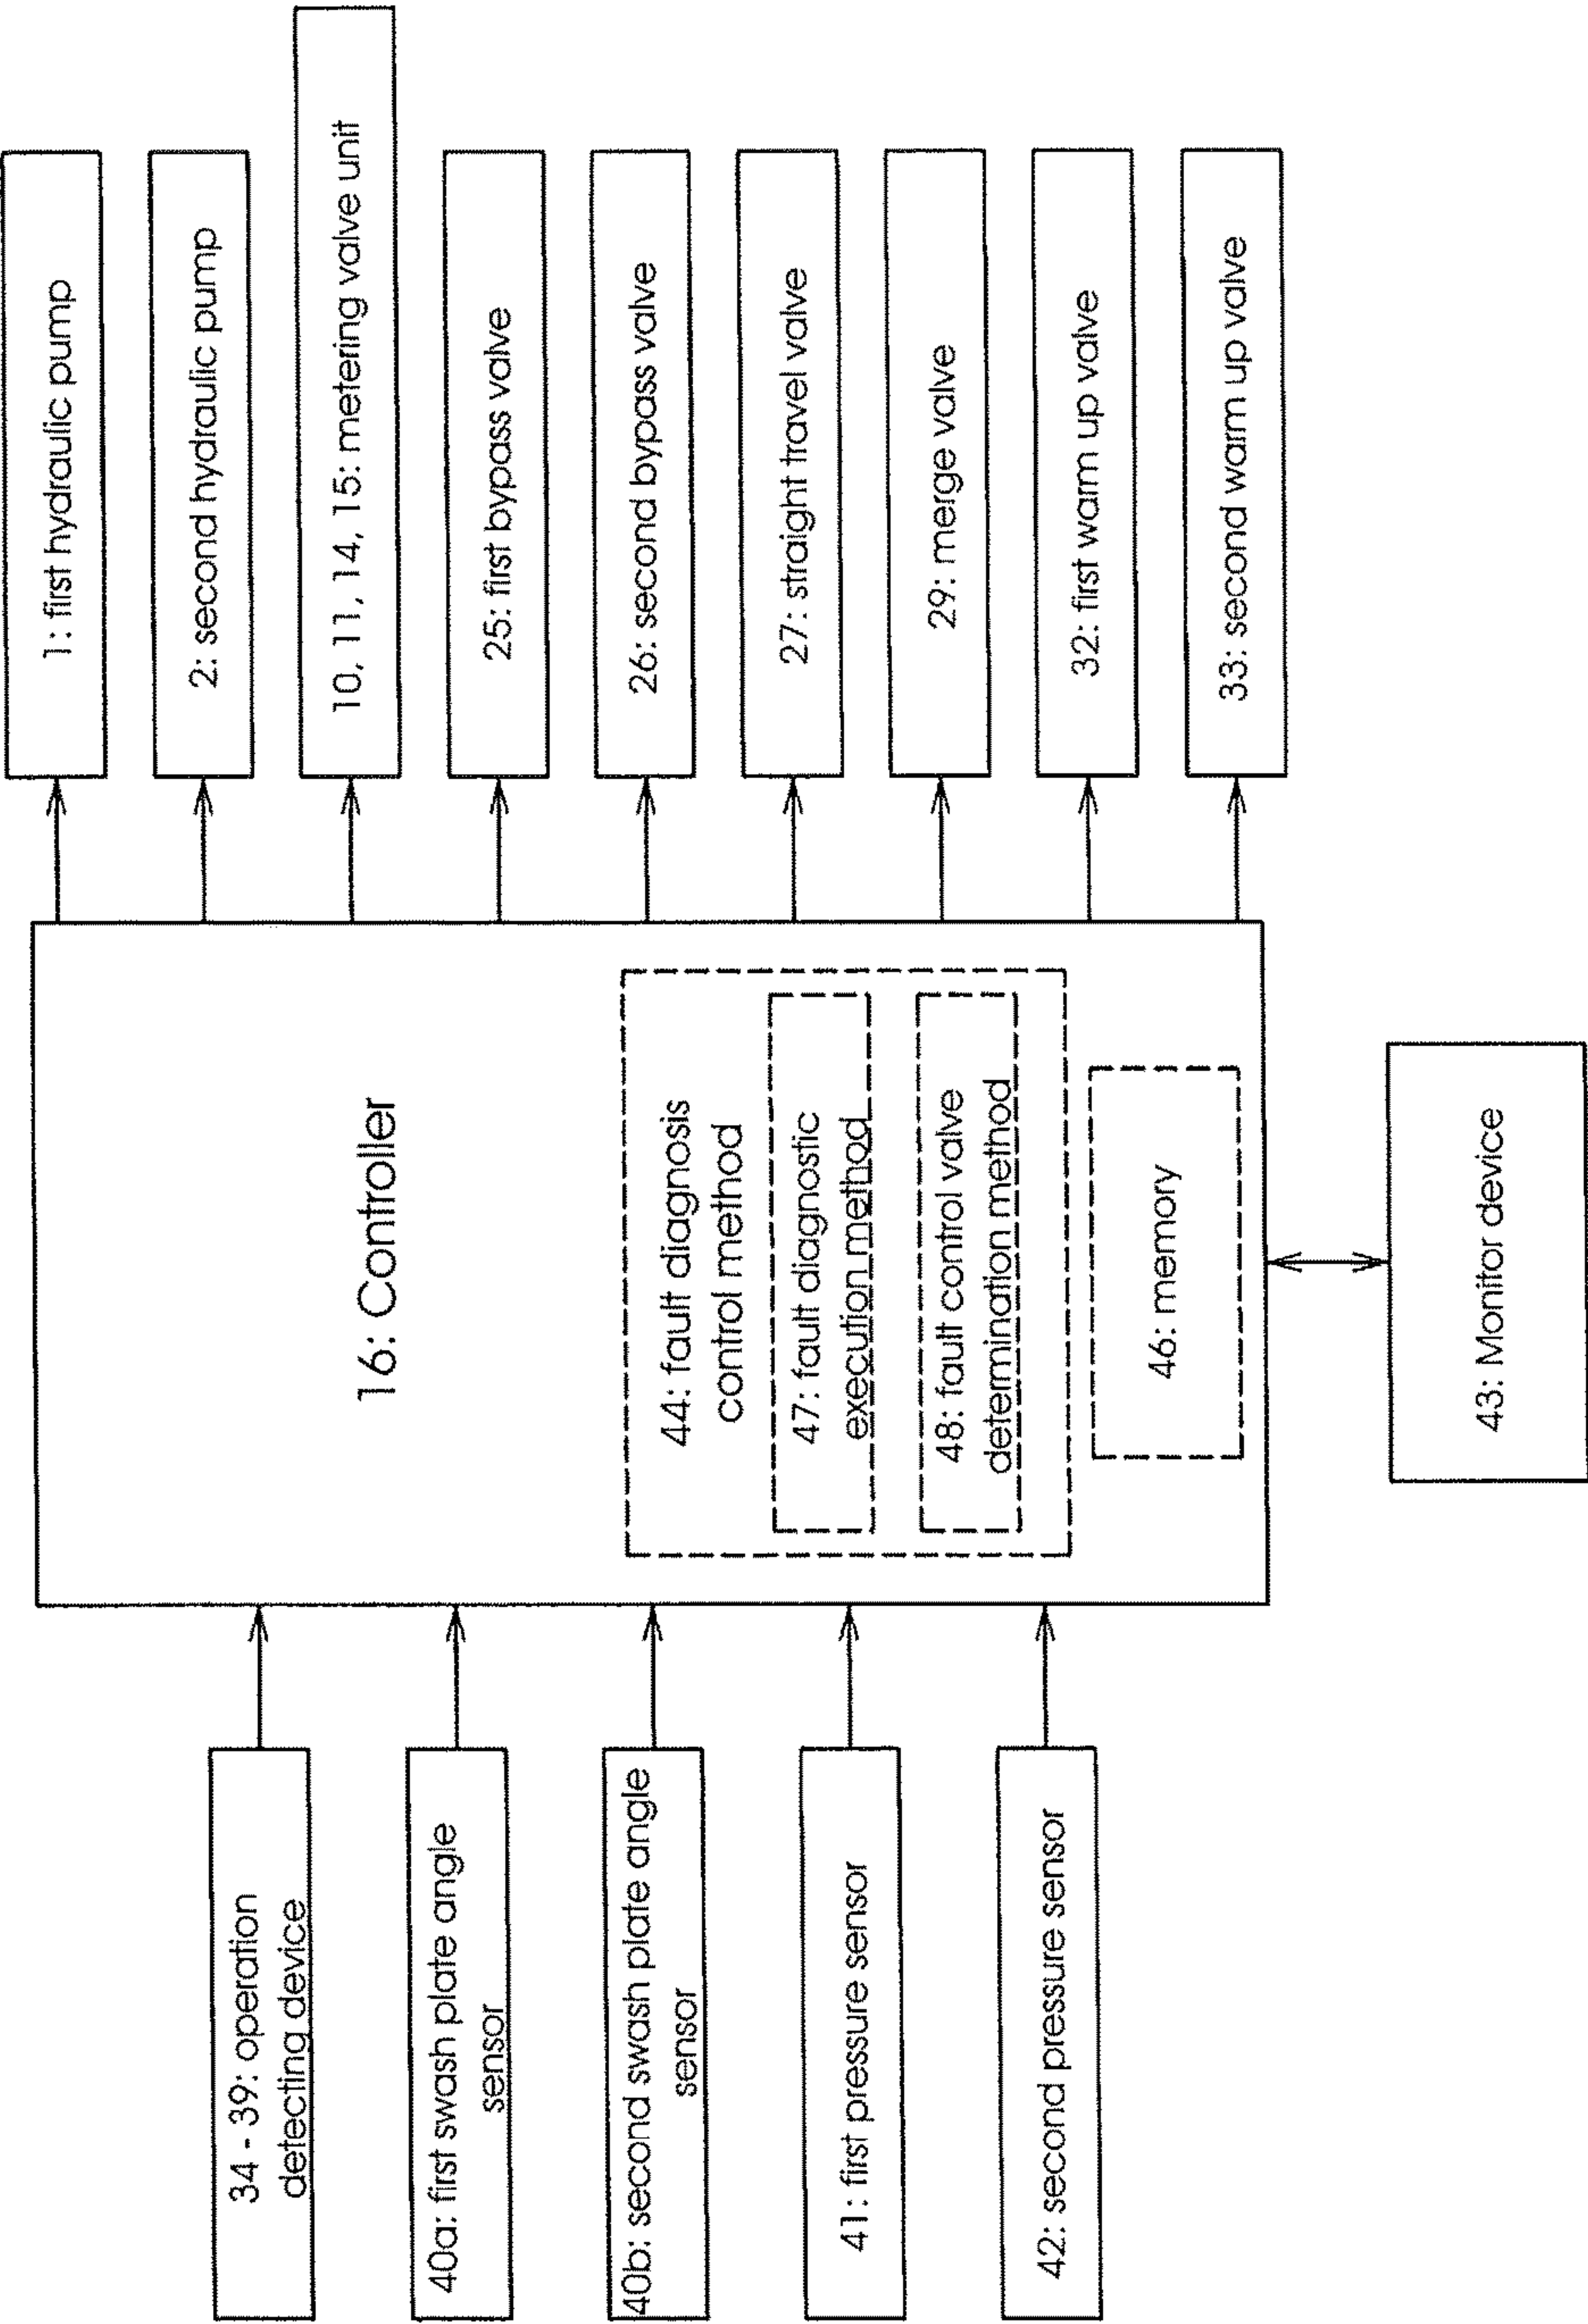 34 - 39: operation
detecting device
40a: first swash plate angle
sensor
40b: second swash plate angle
sensor
41: first pressure sensor
42: second pressure sensor
16: Controller
44: fault diagnosis
control method
47: fault diagnostic
execution method
48: fault control valve
determination method
46: memory
43: Monitor device
1: first hydraulic pump
2: second hydraulic pump
10, 11, 14, 15: metering valve unit
25: first bypass valve
26: second bypass valve
27: straight travel valve
29: merge valve
32: first warm up valve
33: second warm up valve